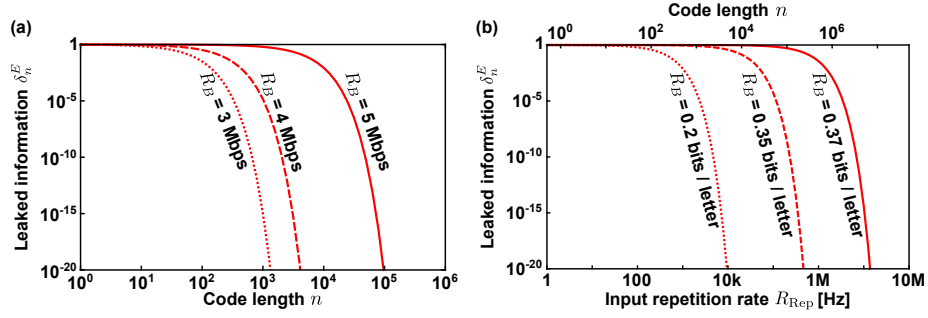 (a)
Leaked information δ_n^E
1
10^-5
10^-10
10^-15
10^-20
R_B = 3 Mbps
R_B = 4 Mbps
R_B = 5 Mbps
10^0 10^1 10^2 10^3 10^4 10^5 10^6
Code length n
(b)
Code length n
10^0 10^2 10^4 10^6
Leaked information δ_n^E
1
10^-5
10^-10
10^-15
10^-20
R_B = 0.2 bits / letter
R_B = 0.35 bits / letter
R_B = 0.37 bits / letter
1 100 10k 1M 100M
Input repetition rate R_Rep [Hz]